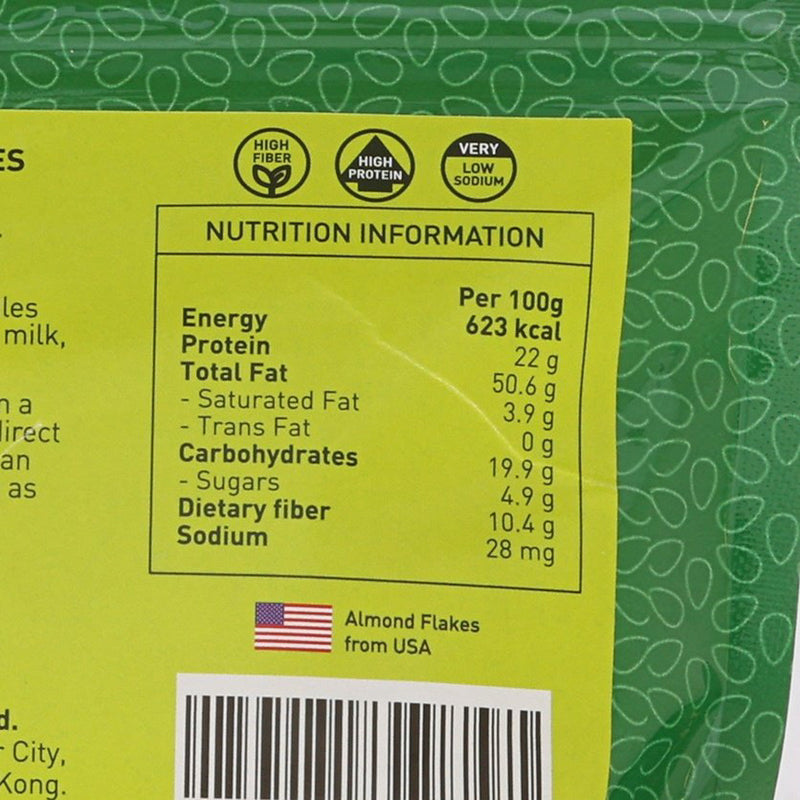 ES
les
milk,
a
direct
an
as
d.
City,
Kong.
HIGH
FIBER
HIGH
PROTEIN
VERY
LOW
SODIUM
NUTRITION INFORMATION
Per 100g
Energy 623 kcal
Protein 22 g
Total Fat 50.6 g
- Saturated Fat 3.9 g
- Trans Fat 0 g
Carbohydrates 19.9 g
- Sugars 4.9 g
Dietary fiber 10.4 g
Sodium 28 mg
Almond Flakes
from USA